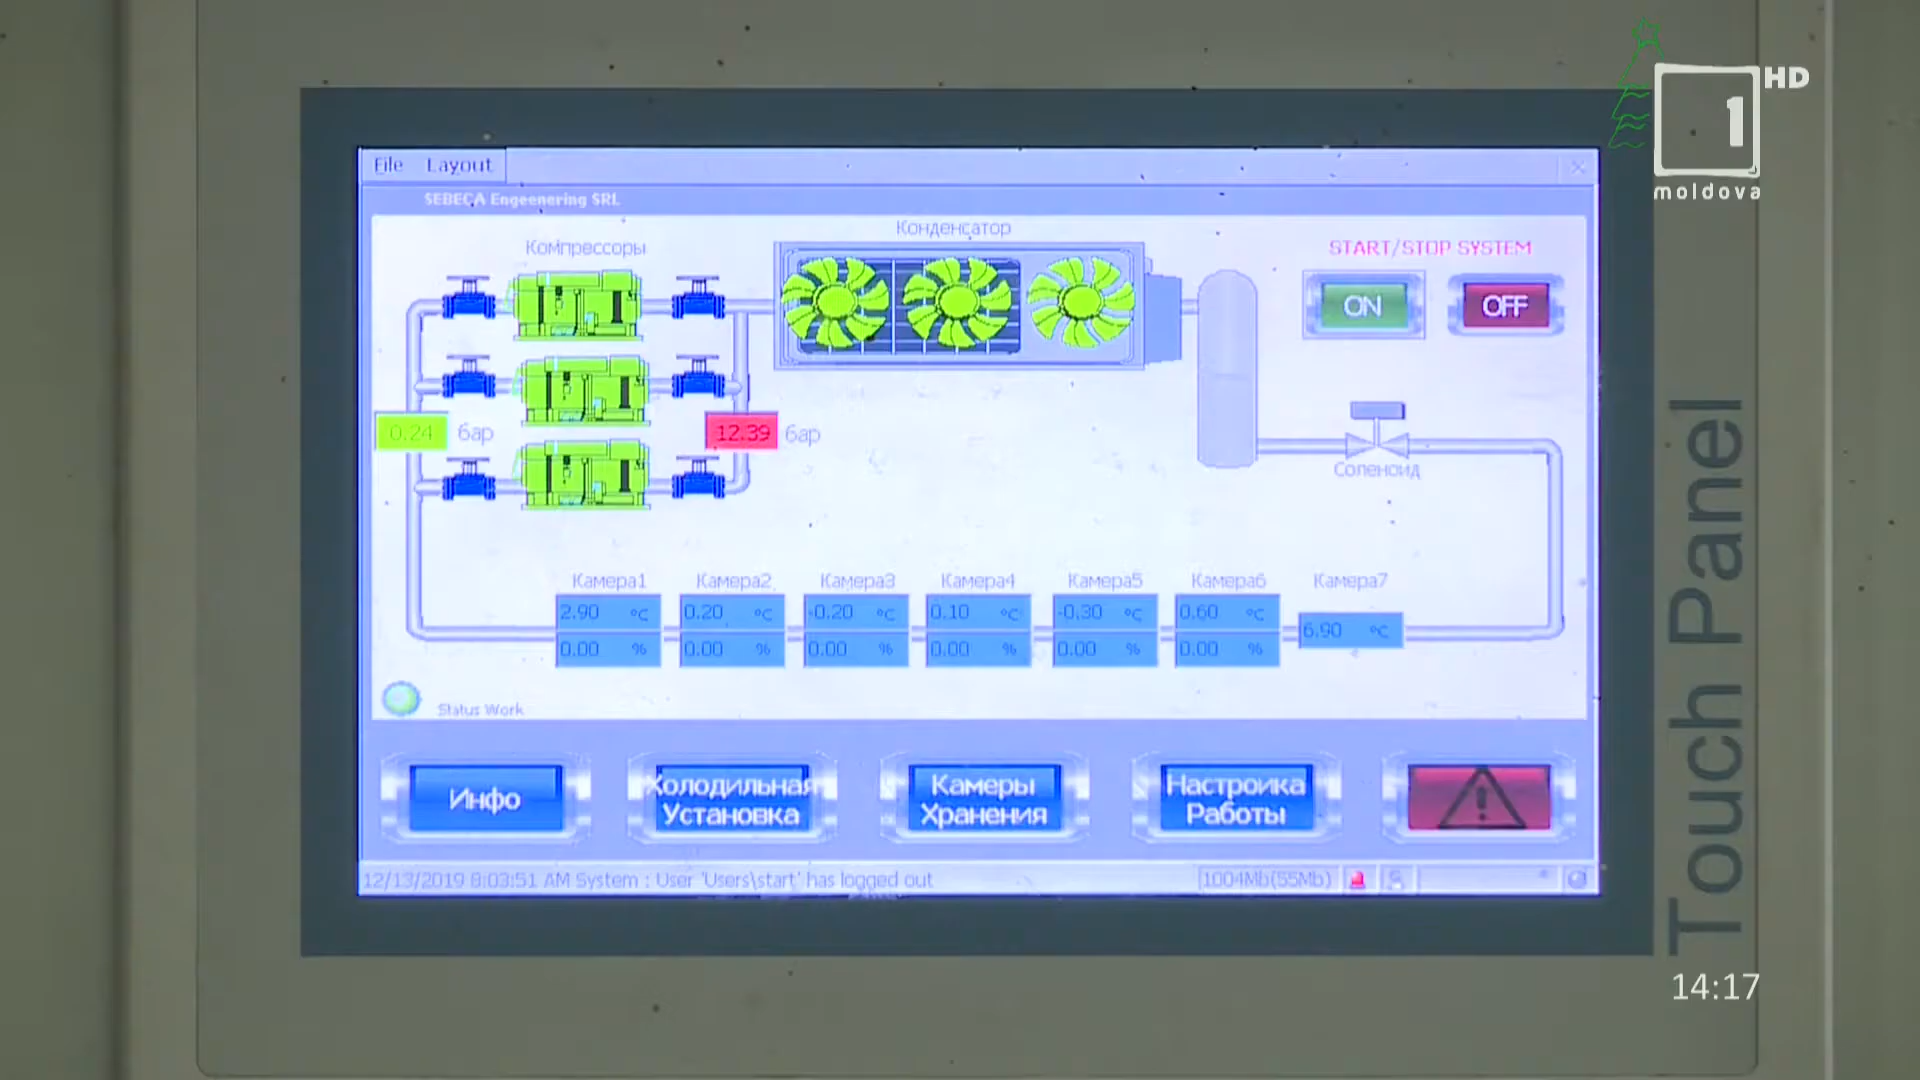 HD
1
moldova
File Layout
SEBECA Engeenering SRL
Компрессоры
Конденсатор
START/STOP SYSTEM
ON
OFF
0.24 бар
12.39 бар
Соленоид
Камера1 Камера2 Камера3 Камера4 Камера5 Камера6 Камера7
2.90 °C 0.20 °C -0.20 °C 0.10 °C -0.30 °C 0.60 °C 6.90 °C
0.00 % 0.00 % 0.00 % 0.00 % 0.00 % 0.00 %
Status Work
Инфо
Холодильная
Установка
Камеры
Хранения
Настроика
Работы
12/13/2019 8:03:51 AM System : User 'Users\start' has logged out
1004Mb(55Mb)
Touch Panel
14:17